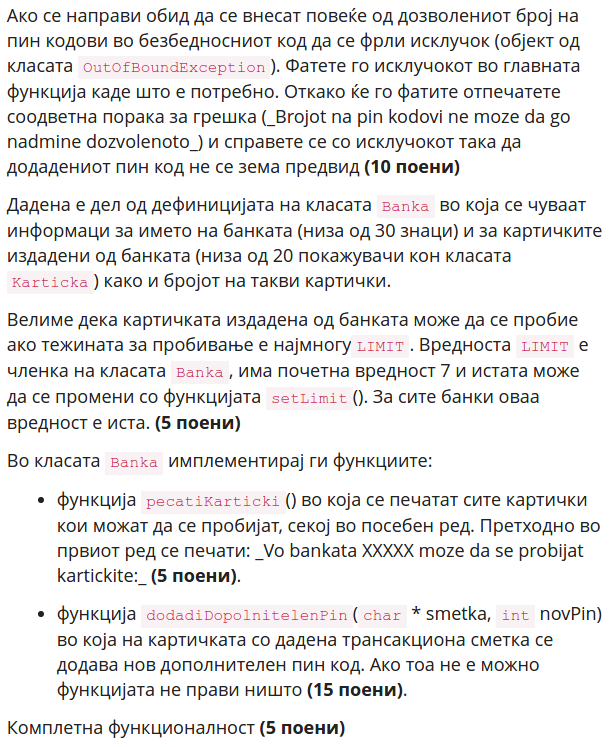 Ако се направи обид да се внесат повеќе од дозволениот број на
пин кодови во безбедносниот код да се фрли исклучок (објект од
класата OutOfBoundException). Фатете го исклучокот во главната
функција каде што е потребно. Откако ќе го фатите отпечатете
соодветна порака за грешка (_Brojot na pin kodovi ne moze da go
nadmine dozvolenoto_) и справете се со исклучокот така да
додадениот пин код не се зема предвид (10 поени)
Дадена е дел од дефиницијата на класата Banka во која се чуваат
информаци за името на банката (низа од 30 знаци) и за картичките
издадени од банката (низа од 20 покажувачи кон класата
Karticka) како и бројот на такви картички.
Велиме дека картичката издадена од банката може да се пробие
ако тежината за пробивање е најмногу LIMIT. Вредноста LIMIT е
членка на класата Banka, има почетна вредност 7 и истата може
да се промени со функцијата setLimit(). За сите банки оваа
вредност е иста. (5 поени)
Во класата Banka имплементирај ги функциите:
• функција pecatiKarticki() во која се печатат сите картички
кои можат да се пробијат, секој во посебен ред. Претходно во
првиот ред се печати: _Vo bankata XXXXX moze da se probijat
kartickite:_ (5 поени).
• функција dodadiDopolnitelenPin(char * smetka, int novPin)
во која на картичката со дадена трансакциона сметка се
додава нов дополнителен пин код. Ако тоа не е можно
функцијата не прави ништо (15 поени).
Комплетна функционалност (5 поени)